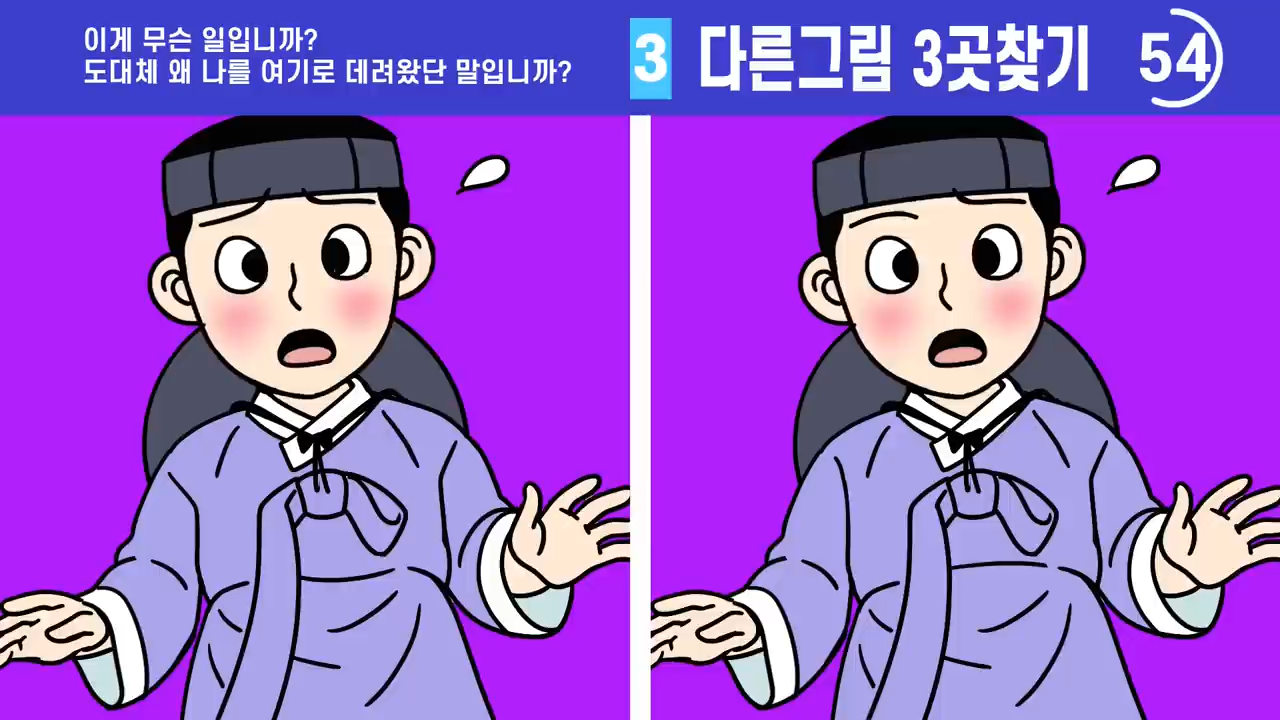 이게 무슨 일입니까?
도대체 왜 나를 여기로 데려왔단 말입니까?
3 다른그림 3곳찾기 54